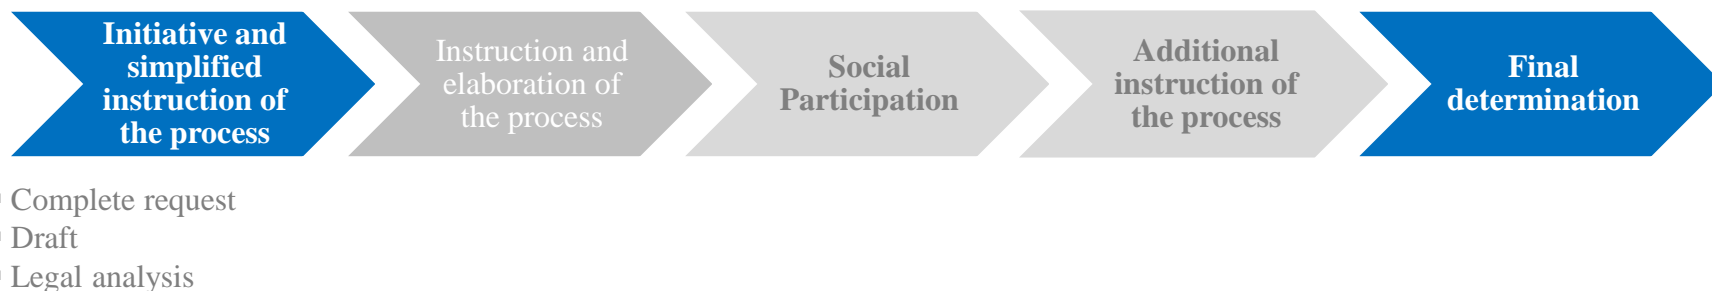 Initiative and
simplified
instruction of
the process
Instruction and
elaboration of
the process
Social
Participation
Additional
instruction of
the process
Final
determination
Complete request
Draft
Legal analysis